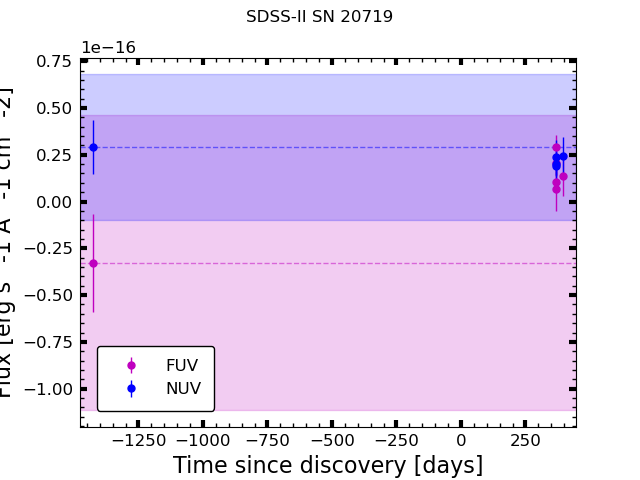 SDSS-II SN 20719
1e−16
0.75
0.50
0.25
0.00
−0.25
−0.50
−0.75
−1.00
Flux [erg s -1 A -1 cm -2]
FUV
NUV
−1250 −1000 −750 −500 −250 0 250
Time since discovery [days]